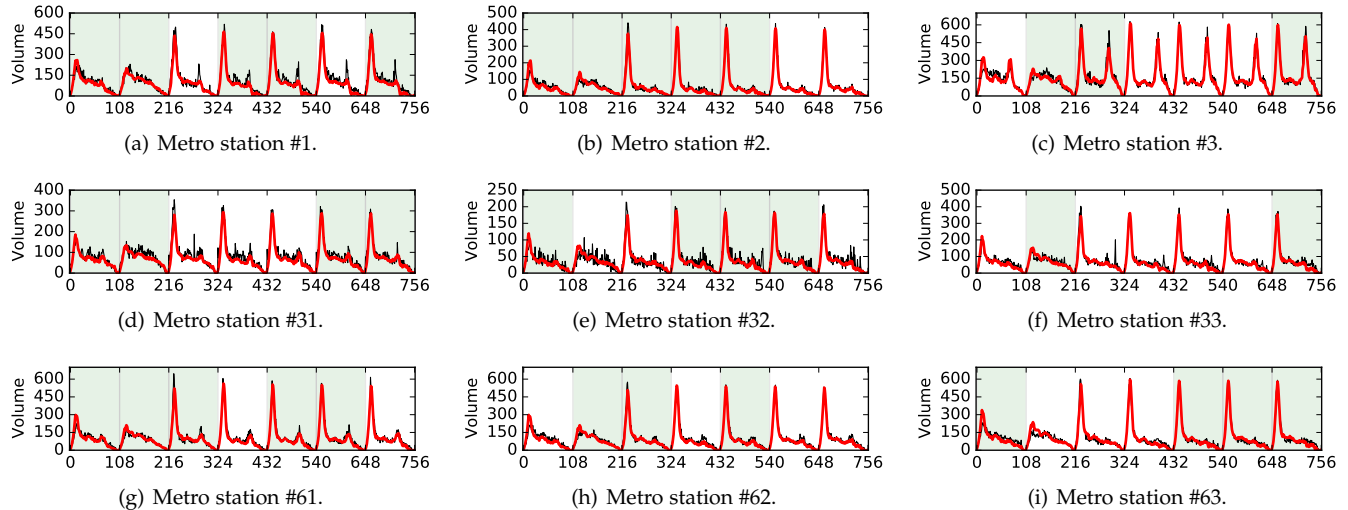 Volume 600 450 300 150 0
0 108 216 324 432 540 648 756
(a) Metro station #1.
500 400 300 200 100 0
0 108 216 324 432 540 648 756
(b) Metro station #2.
Volume 600 450 300 150 0
0 108 216 324 432 540 648 756
(c) Metro station #3.
Volume 400 300 200 100 0
0 108 216 324 432 540 648 756
(d) Metro station #31.
Volume 250 200 150 100 50 0
0 108 216 324 432 540 648 756
(e) Metro station #32.
Volume 500 400 300 200 100 0
0 108 216 324 432 540 648 756
(f) Metro station #33.
Volume 600 450 300 150 0
0 108 216 324 432 540 648 756
(g) Metro station #61.
Volume 600 450 300 150 0
0 108 216 324 432 540 648 756
(h) Metro station #62.
Volume 600 450 300 150 0
0 108 216 324 432 540 648 756
(i) Metro station #63.